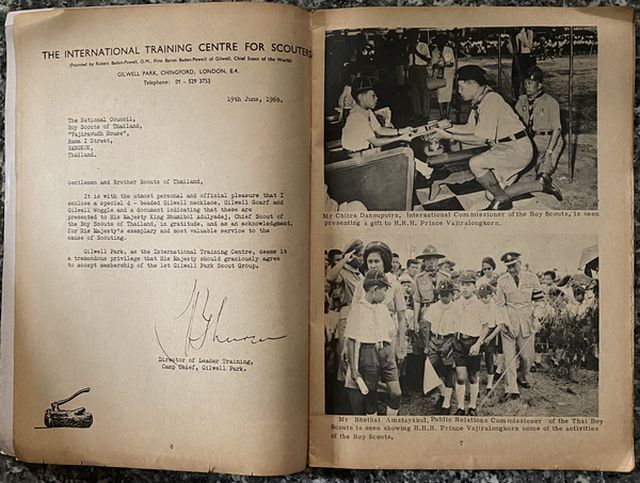 THE INTERNATIONAL TRAINING CENTRE FOR SCOUTERS
(Founded by Robert Baden-Powell, O.M., First Baron Baden-Powell of Gilwell, Chief Scout of the World)
GILWELL PARK, CHINGFORD, LONDON, E.4.
Telephone: 01 - 529 3753
19th June, 1968.
The National Council,
Boy Scouts of Thailand,
"Vajiravudh House",
Rama I Street,
BANGKOK,
Thailand.
Gentlemen and Brother Scouts of Thailand,
It is with the utmost personal and official pleasure that I
enclose a special 4 - beaded Gilwell necklace, Gilwell Scarf and
Gilwell Woggle and a document indicating that these are
presented to His Majesty King Bhumibol Adulyadej, Chief Scout of
the Boy Scouts of Thailand, in gratitude, and as an acknowledgment,
for His Majesty's exemplary and most valuable service to the
cause of Scouting.
Gilwell Park, as the International Training Centre, deems it
a tremendous privilege that His Majesty should graciously agree
to accept membership of the 1st Gilwell Park Scout Group.
Director of Leader Training,
Camp Chief, Gilwell Park.
6
Mr Chitra Dansuputra, International Commissioner of the Boy Scouts, is seen
presenting a gift to H.R.H. Prince Vajiralongkorn.
Mr Bhethai Amatayakul, Public Relations Commissioner of the Thai Boy
Scouts is seen showing H.R.H. Prince Vajiralongkorn some of the activities
of the Boy Scouts.
7